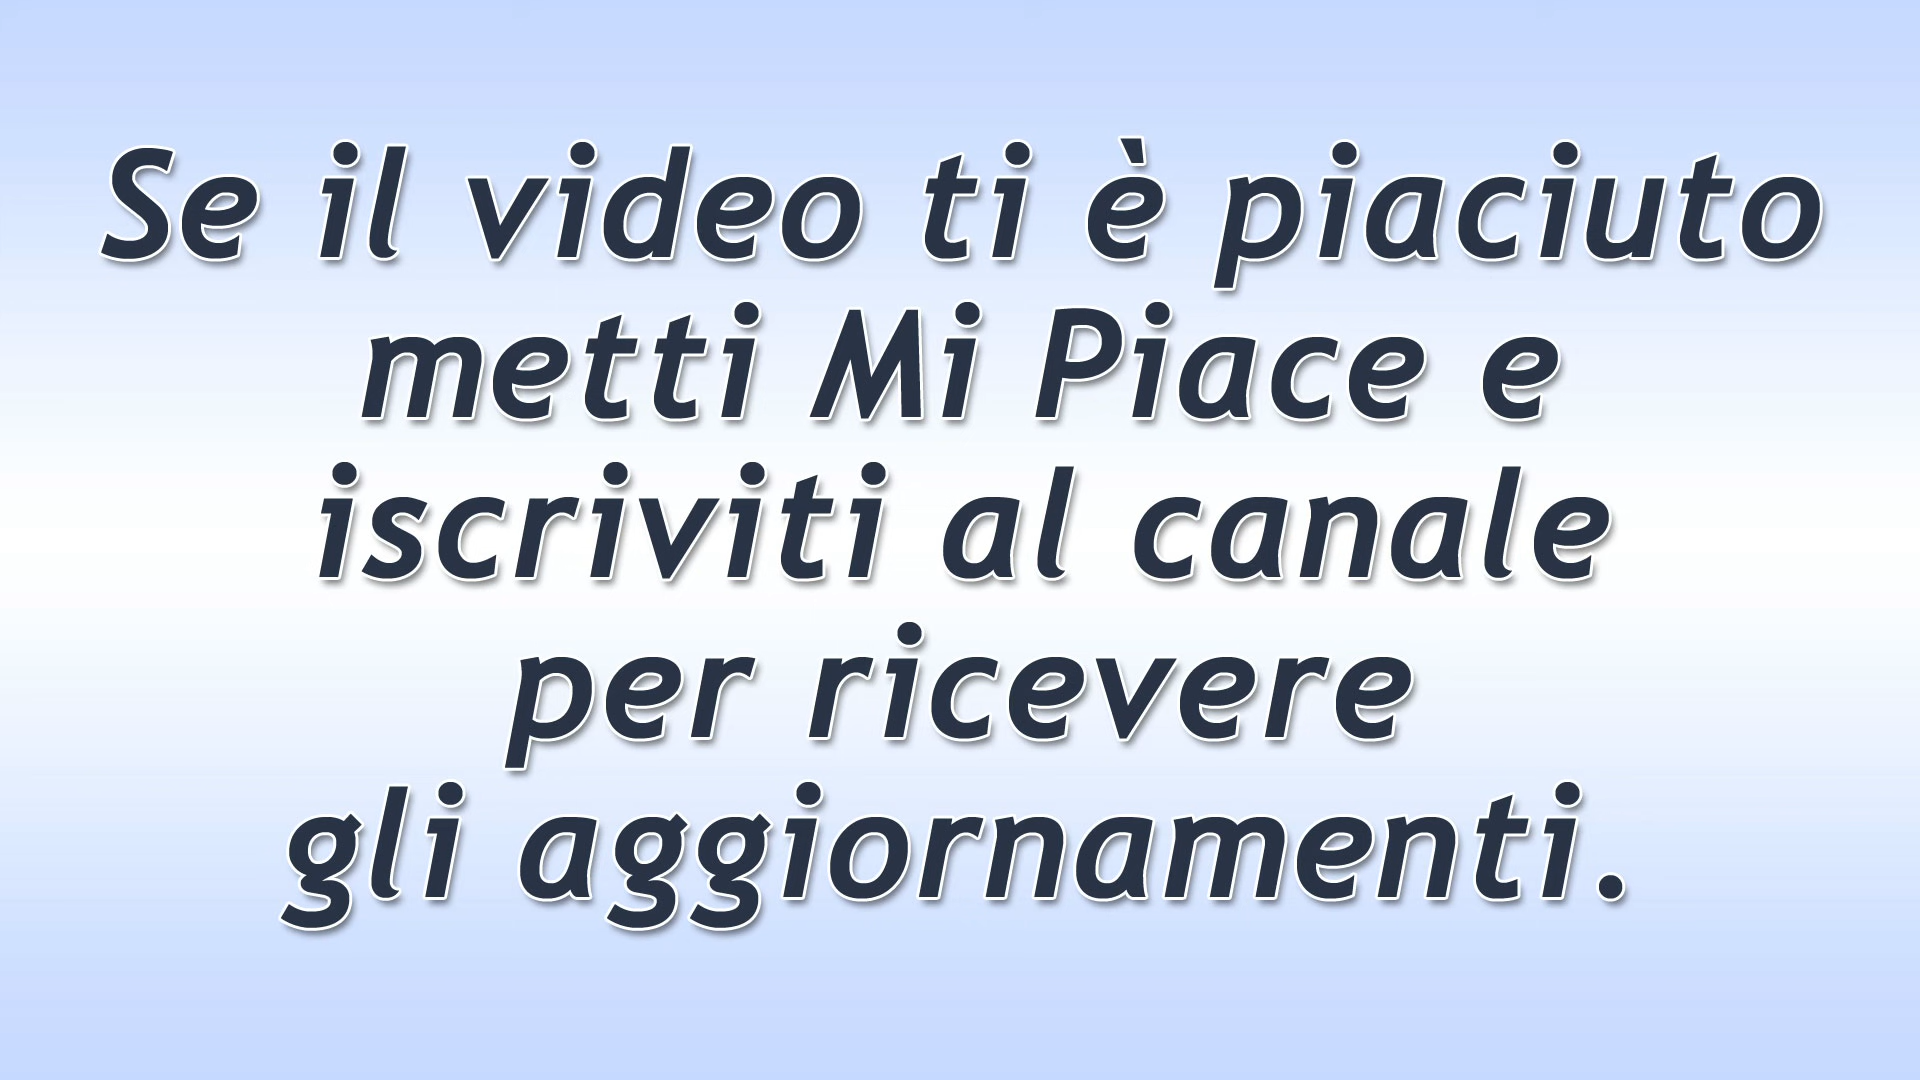 Se il video ti è piaciuto
metti Mi Piace e
iscriviti al canale
per ricevere
gli aggiornamenti.